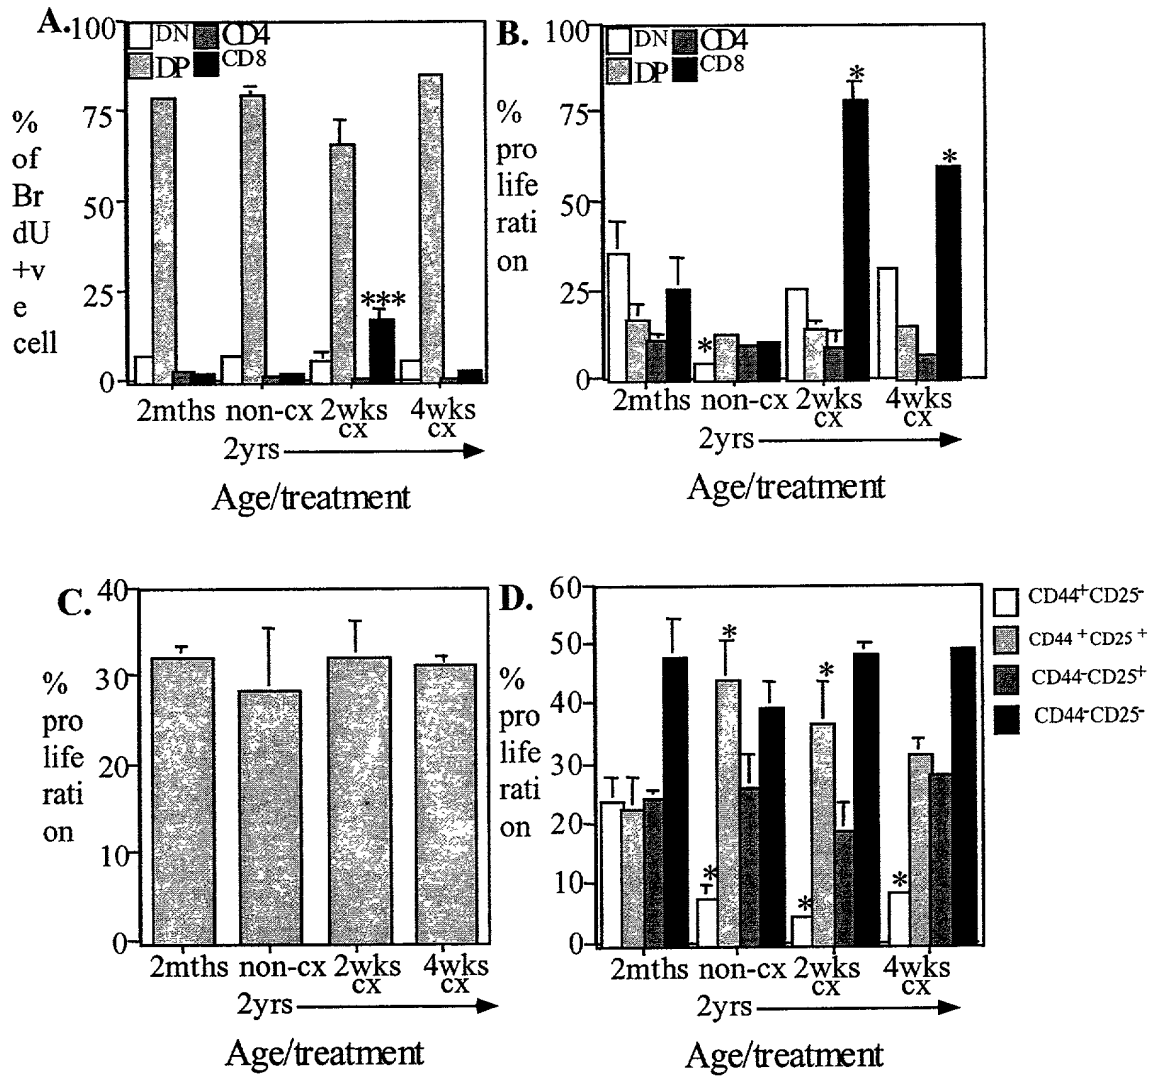 A.
100
75
50
25
0
DN
CD4
DP
CD8
%
of
Br
dU
+v
e
cell
***
2mths non-cx 2wks 4wks
cx cx
2yrs
Age/treatment
B.
100
75
50
25
0
DN
CD4
DP
CD8
%
pro
life
rati
on
*
*
*
2mths non-cx 2wks 4wks
cx cx
2yrs
Age/treatment
C.
40
30
20
10
0
%
pro
life
rati
on
2mths non-cx 2wks 4wks
cx cx
2yrs
Age/treatment
D.
60
50
40
30
20
10
0
%
pro
life
rati
on
*
*
*
*
*
2mths non-cx 2wks 4wks
cx cx
2yrs
Age/treatment
CD44+CD25-
CD44+CD25+
CD44-CD25+
CD44-CD25-